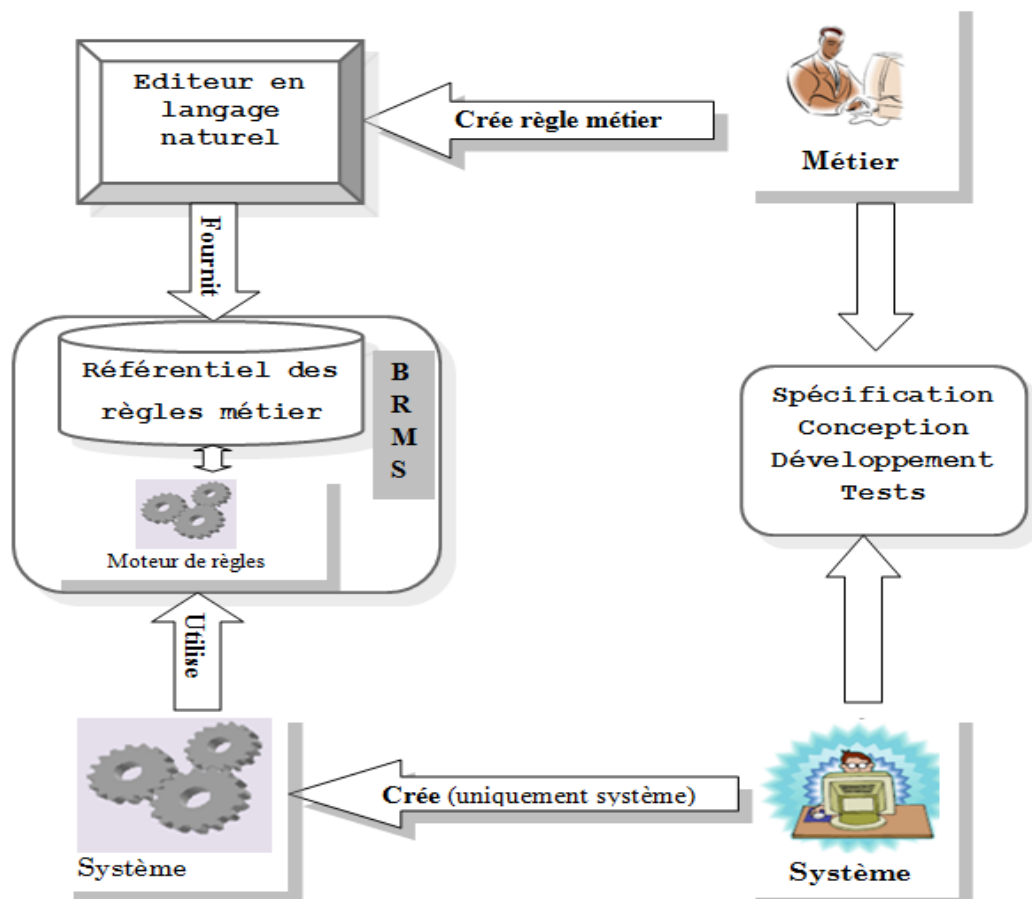 Editeur en
langage
naturel
Crée règle métier
Métier
Fournit
Référentiel des
règles métier
B
R
M
S
Moteur de règles
Spécification
Conception
Développement
Tests
Utilise
Système
Crée (uniquement système)
Système